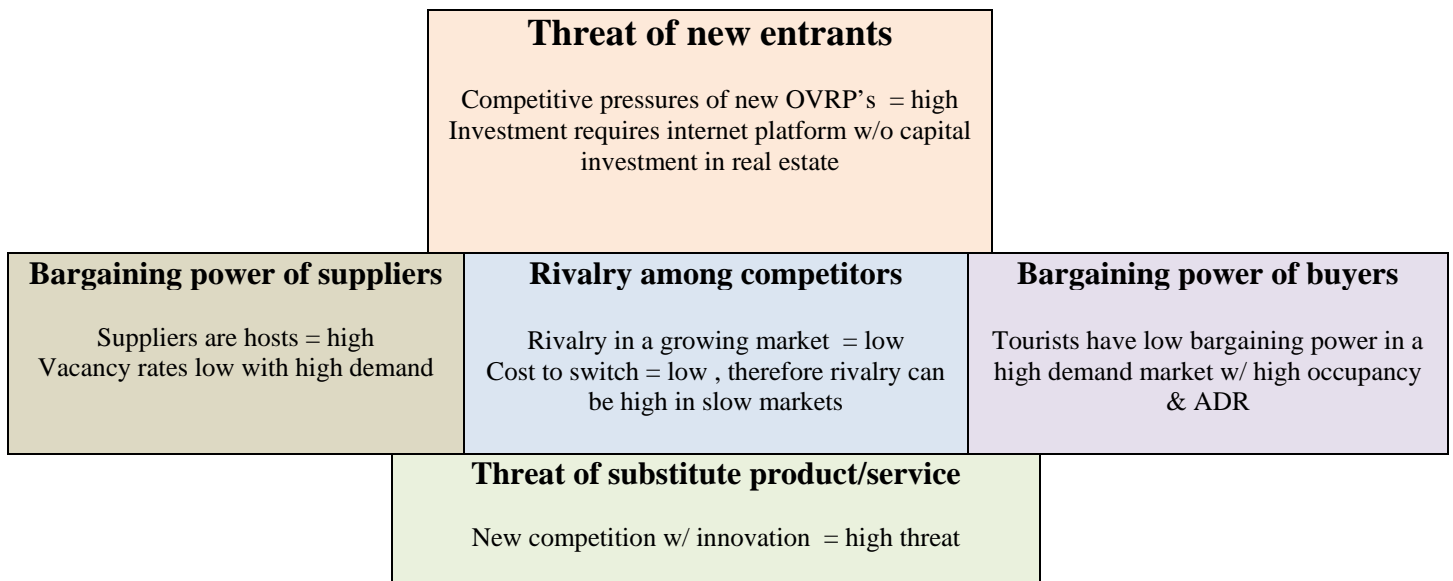 Threat of new entrants
Competitive pressures of new OVRP’s  = high
Investment requires internet platform w/o capital
investment in real estate
Bargaining power of suppliers
Suppliers are hosts = high
Vacancy rates low with high demand
Rivalry among competitors
Rivalry in a growing market  = low
Cost to switch = low , therefore rivalry can
be high in slow markets
Bargaining power of buyers
Tourists have low bargaining power in a
high demand market w/ high occupancy
& ADR
Threat of substitute product/service
New competition w/ innovation  = high threat